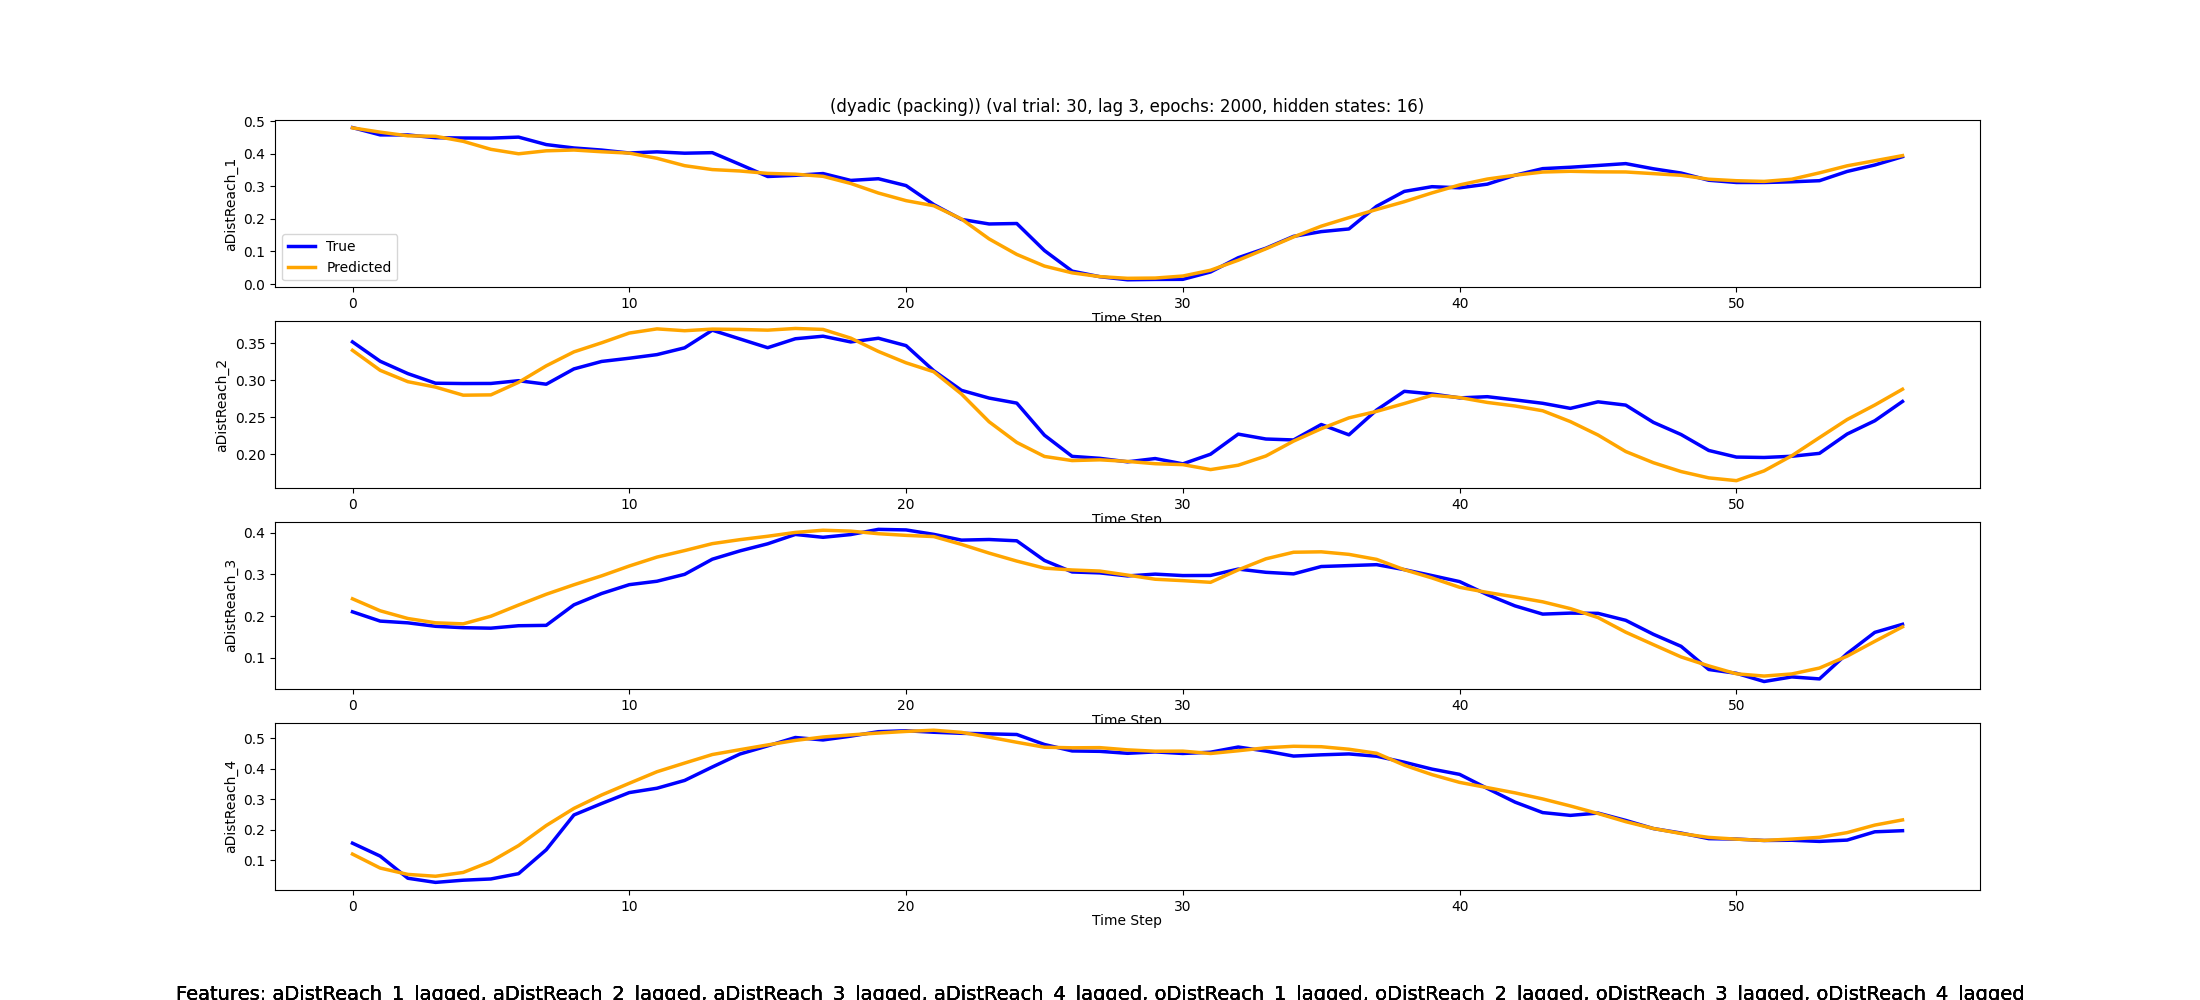 (dyadic (packing)) (val trial: 30, lag 3, epochs: 2000, hidden states: 16)
0.5
0.4
0.3
0.2
0.1
0.0
aDistReach_1
True
Predicted
0 10 20 30 40 50
Time Step
0.35
0.30
0.25
0.20
aDistReach_2
0 10 20 30 40 50
Time Step
0.4
0.3
0.2
0.1
aDistReach_3
0 10 20 30 40 50
Time Step
0.5
0.4
0.3
0.2
0.1
aDistReach_4
0 10 20 30 40 50
Time Step
Features: aDistReach_1_lagged, aDistReach_2_lagged, aDistReach_3_lagged, aDistReach_4_lagged, oDistReach_1_lagged, oDistReach_2_lagged, oDistReach_3_lagged, oDistReach_4_lagged